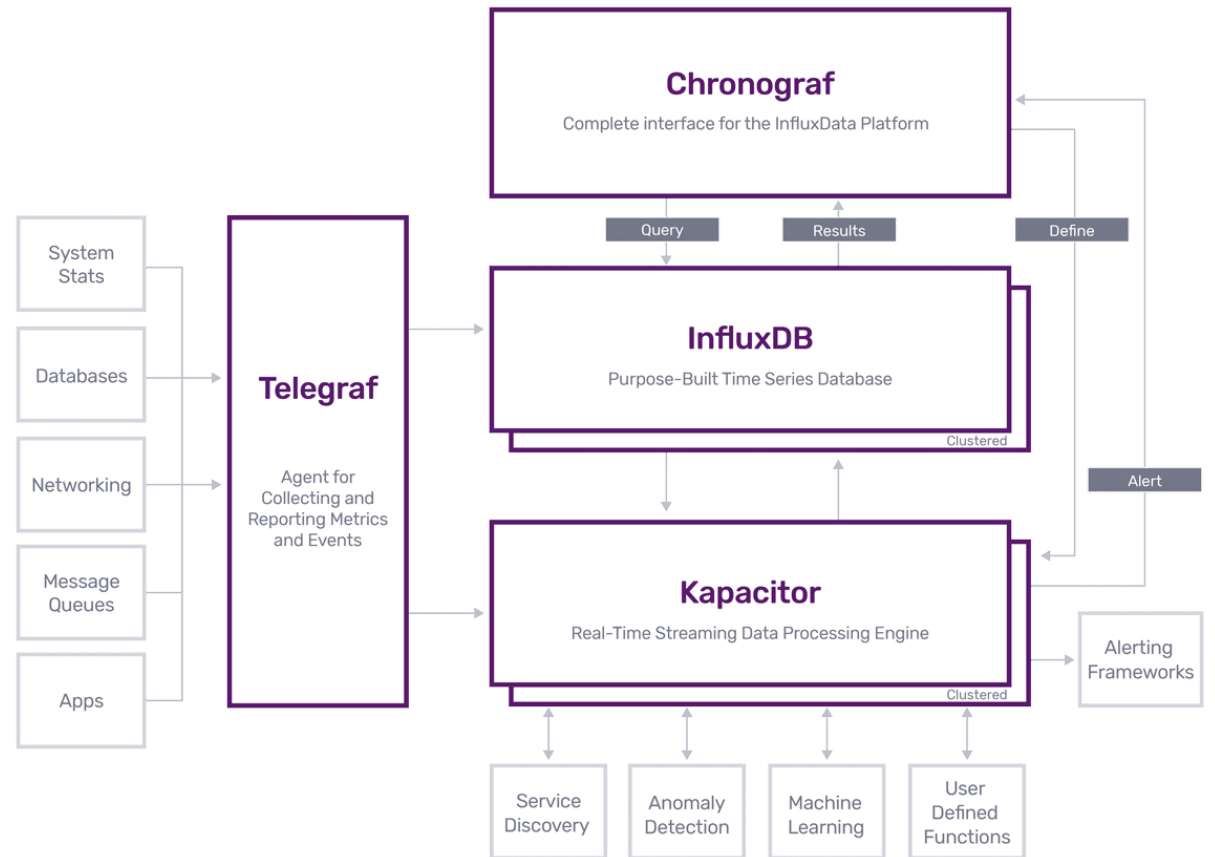 Chronograf
Complete interface for the InfluxData Platform
Query
Results
Define
System
Stats
Databases
Networking
Message
Queues
Apps
Telegraf
Agent for
Collecting and
Reporting Metrics
and Events
InfluxDB
Purpose-Built Time Series Database
Clustered
Alert
Kapacitor
Real-Time Streaming Data Processing Engine
Clustered
Alerting
Frameworks
Service
Discovery
Anomaly
Detection
Machine
Learning
User
Defined
Functions